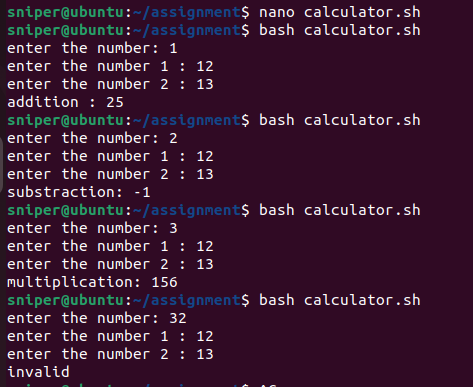 sniper@ubuntu:~/assignment$ nano calculator.sh
sniper@ubuntu:~/assignment$ bash calculator.sh
enter the number: 1
enter the number 1 : 12
enter the number 2 : 13
addition : 25
sniper@ubuntu:~/assignment$ bash calculator.sh
enter the number: 2
enter the number 1 : 12
enter the number 2 : 13
substraction: -1
sniper@ubuntu:~/assignment$ bash calculator.sh
enter the number: 3
enter the number 1 : 12
enter the number 2 : 13
multiplication: 156
sniper@ubuntu:~/assignment$ bash calculator.sh
enter the number: 32
enter the number 1 : 12
enter the number 2 : 13
invalid